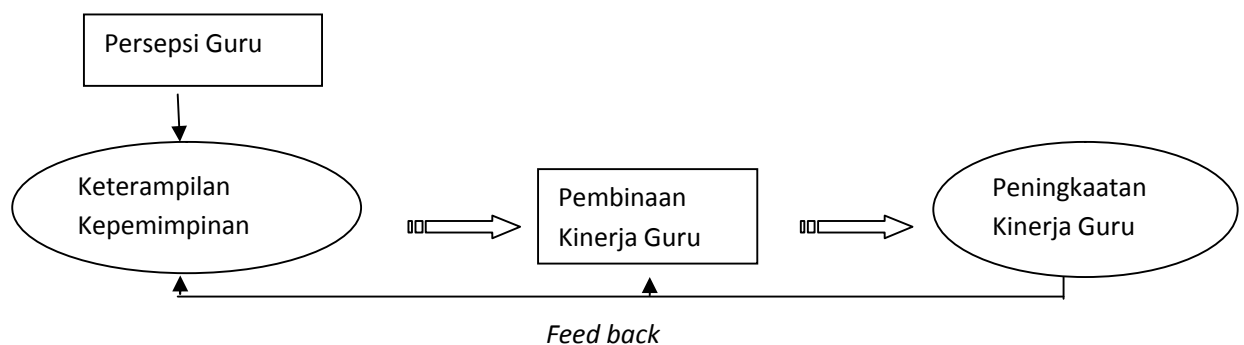 Persepsi Guru
Keterampilan
Kepemimpinan
Pembinaan
Kinerja Guru
Peningkaatan
Kinerja Guru
Feed back